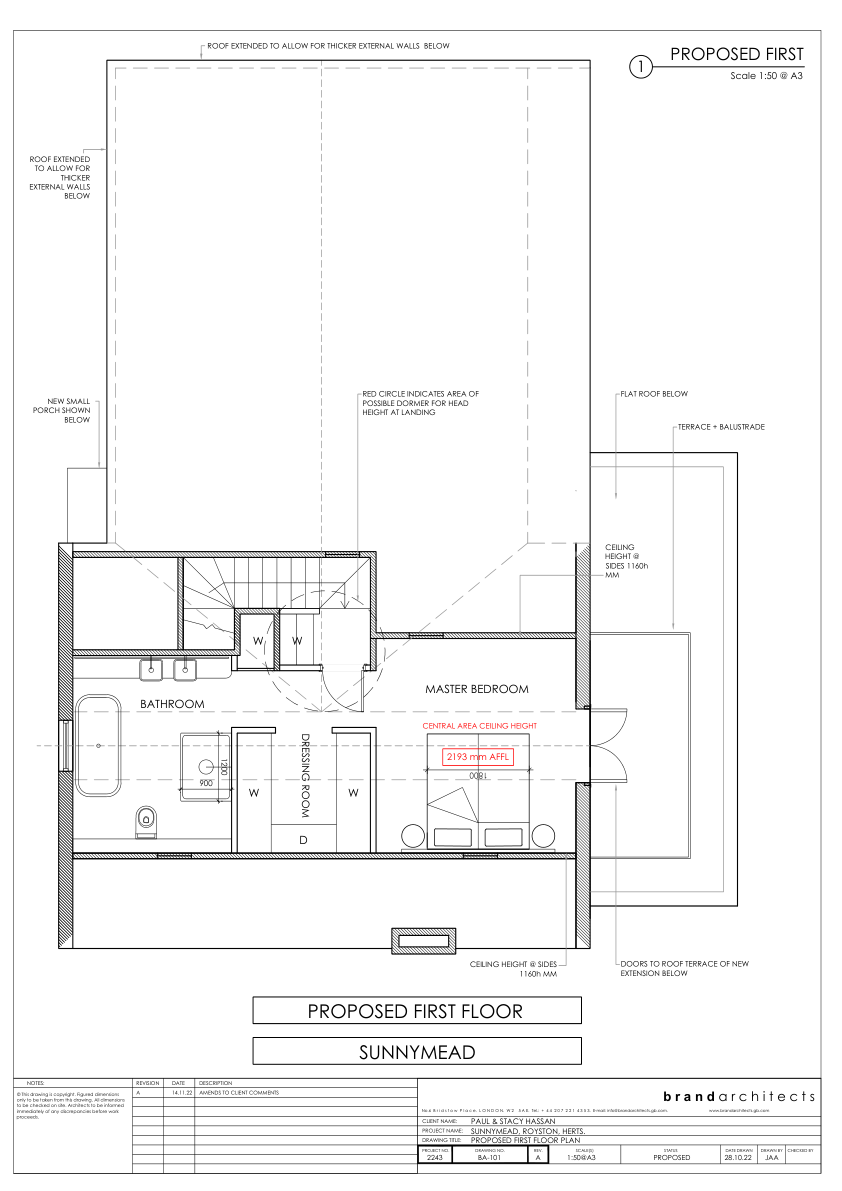 ROOF EXTENDED TO ALLOW FOR THICKER EXTERNAL WALLS BELOW
PROPOSED FIRST
1
Scale 1:50 @ A3
ROOF EXTENDED
TO ALLOW FOR
THICKER
EXTERNAL WALLS
BELOW
NEW SMALL
PORCH SHOWN
BELOW
RED CIRCLE INDICATES AREA OF
POSSIBLE DORMER FOR HEAD
HEIGHT AT LANDING
FLAT ROOF BELOW
TERRACE + BALUSTRADE
CEILING
HEIGHT @
SIDES 1160h
MM
W
W
BATHROOM
MASTER BEDROOM
CENTRAL AREA CEILING HEIGHT
2193 mm AFFL
1800
DRESSING ROOM
1200
900
W
W
D
CEILING HEIGHT @ SIDES
1160h MM
DOORS TO ROOF TERRACE OF NEW
EXTENSION BELOW
PROPOSED FIRST FLOOR
SUNNYMEAD
NOTES:
© This drawing is copyright. Figured dimensions
only to be taken from this drawing. All dimensions
to be checked on site. Architects to be informed
immediately of any discrepancies before work
proceeds.
REVISION DATE DESCRIPTION
A 14.11.22 AMENDS TO CLIENT COMMENTS
brandarchitects
Place, LONDON, W2
www.brandarchitects-gb.com
CLIENT NAME: PAUL & STACY HASSAN
PROJECT NAME: SUNNYMEAD, ROYSTON, HERTS.
DRAWING TITLE: PROPOSED FIRST FLOOR PLAN
PROJECT NO. DRAWING NO. REV. SCALE(S) STATUS DATE DRAWN DRAWN BY CHECKED BY
2243 BA-101 A 1:50@A3 PROPOSED 28.10.22 JAA